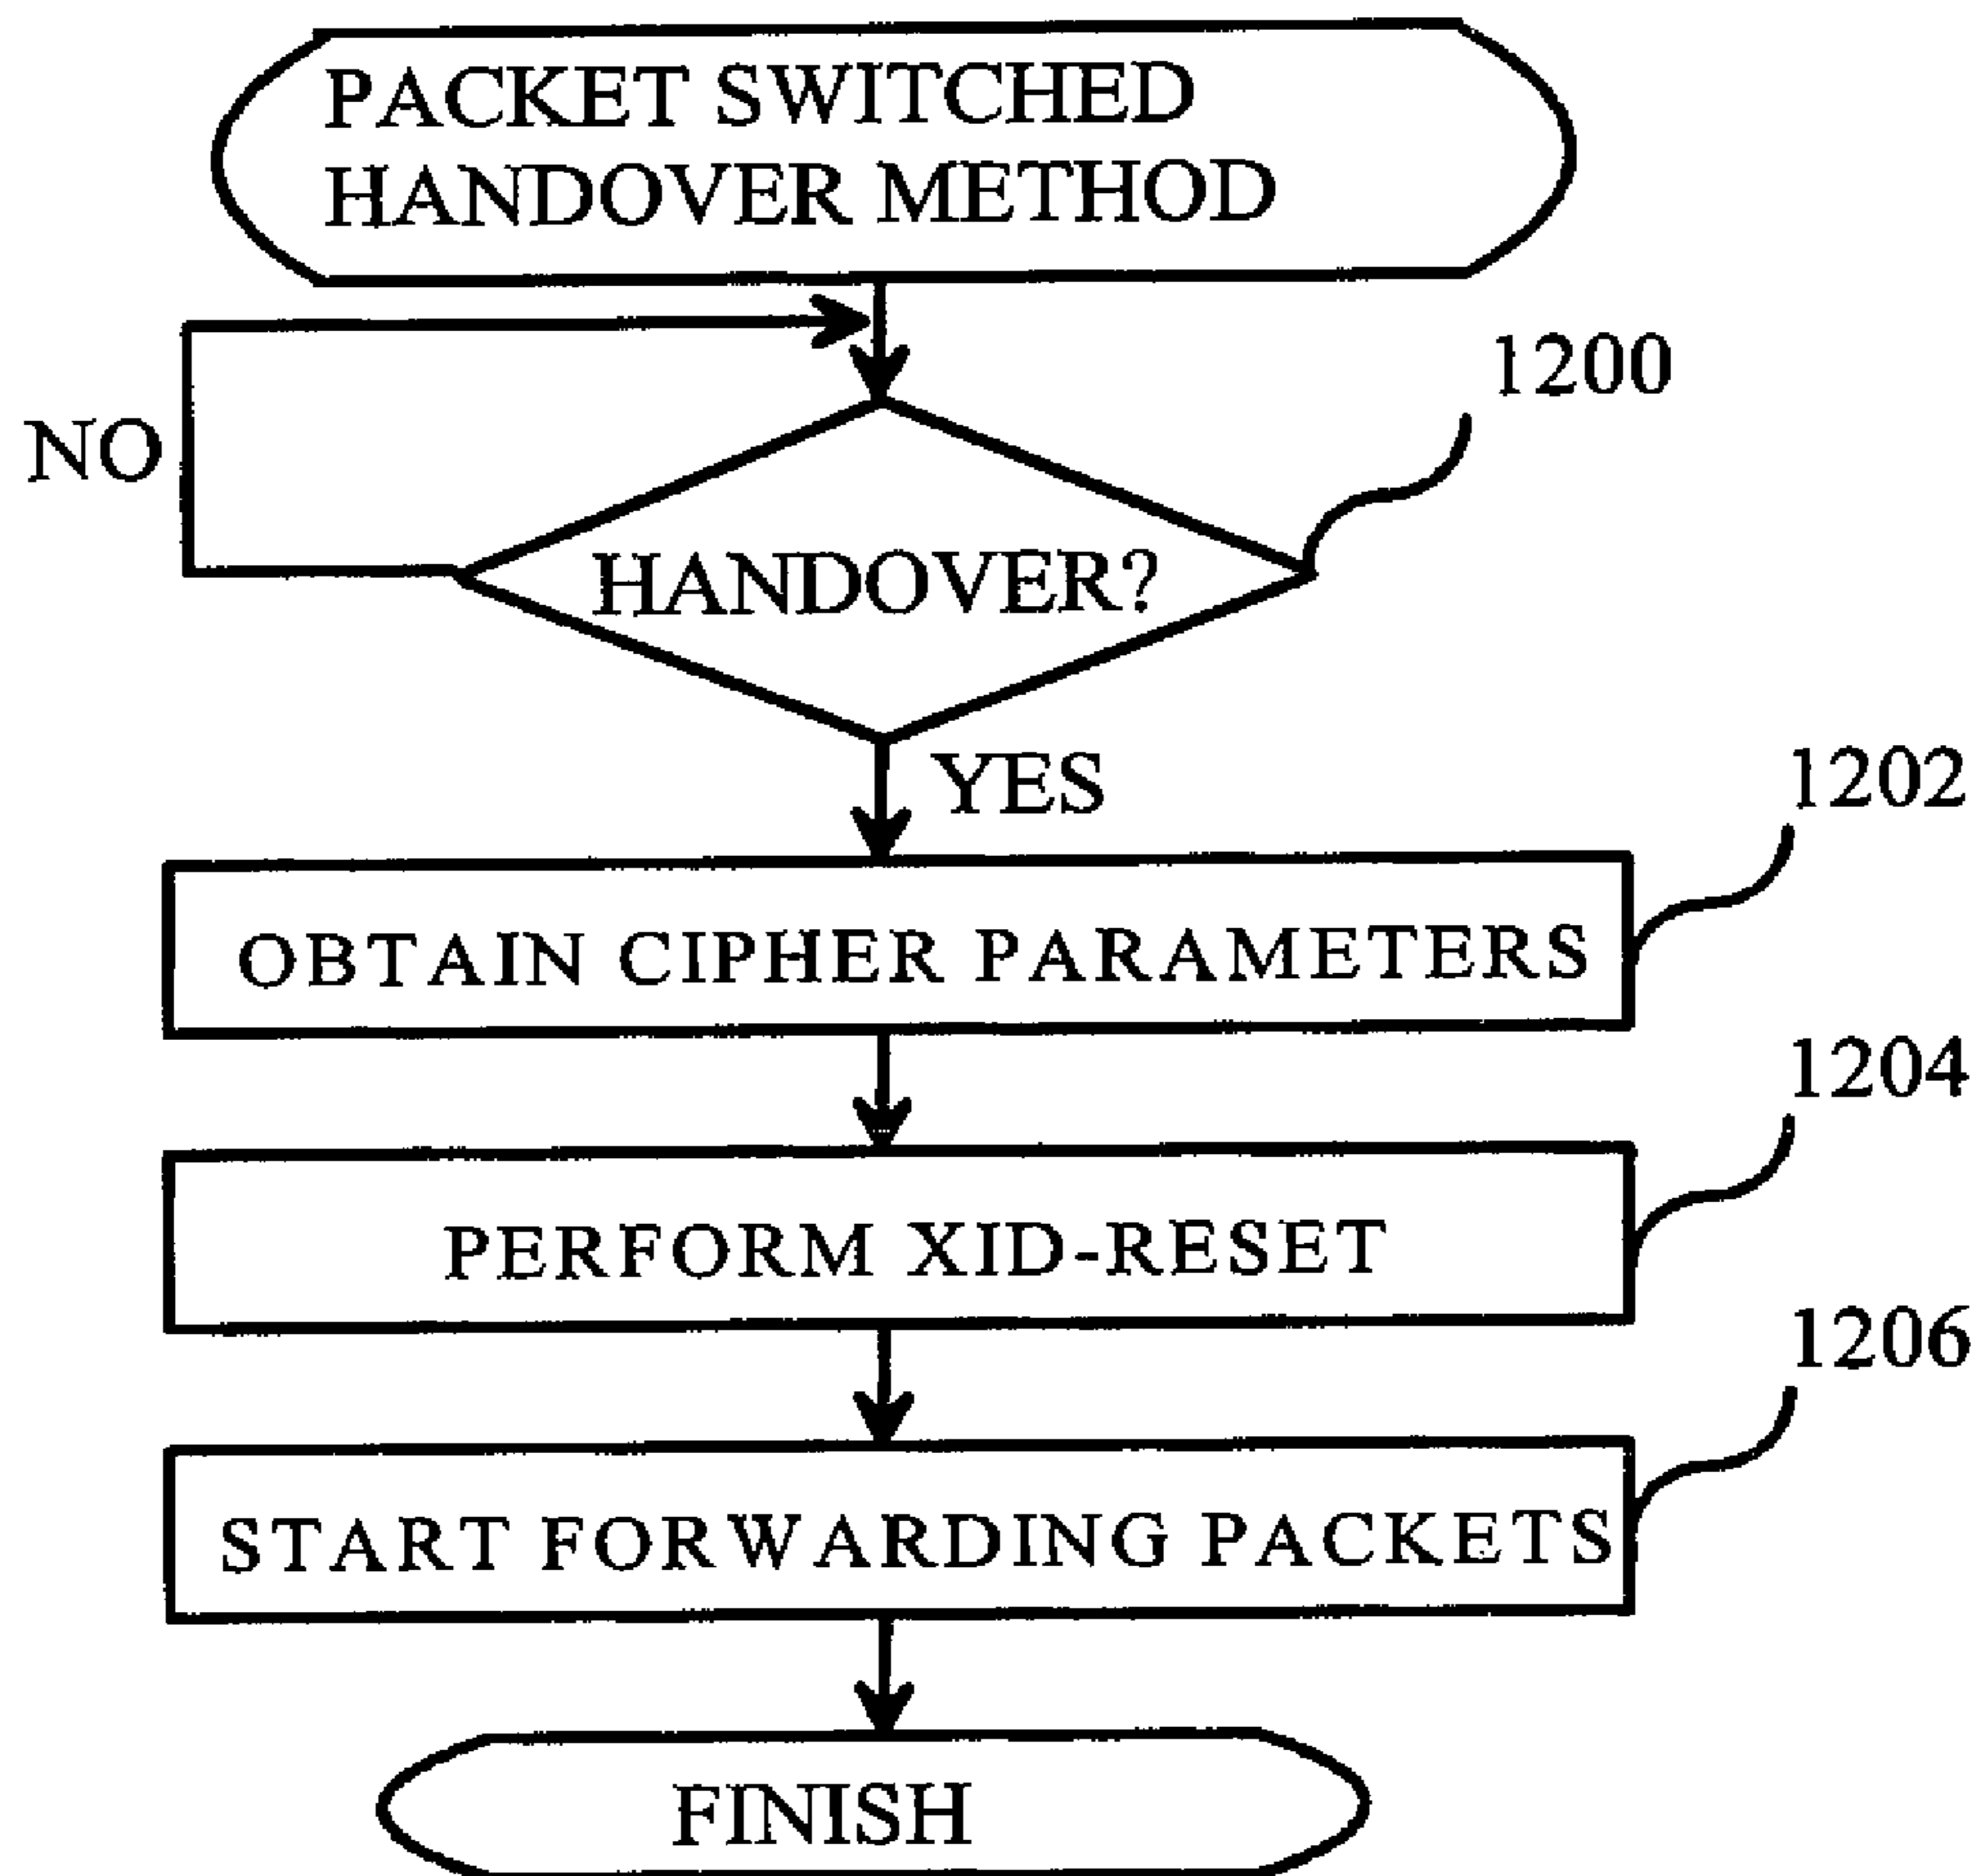 PACKET SWITCHED
HANDOVER METHOD
1200
NO
HANDOVER?
YES
1202
OBTAIN CIPHER PARAMETERS
1204
PERFORM XID-RESET
1206
START FORWARDING PACKETS
FINISH